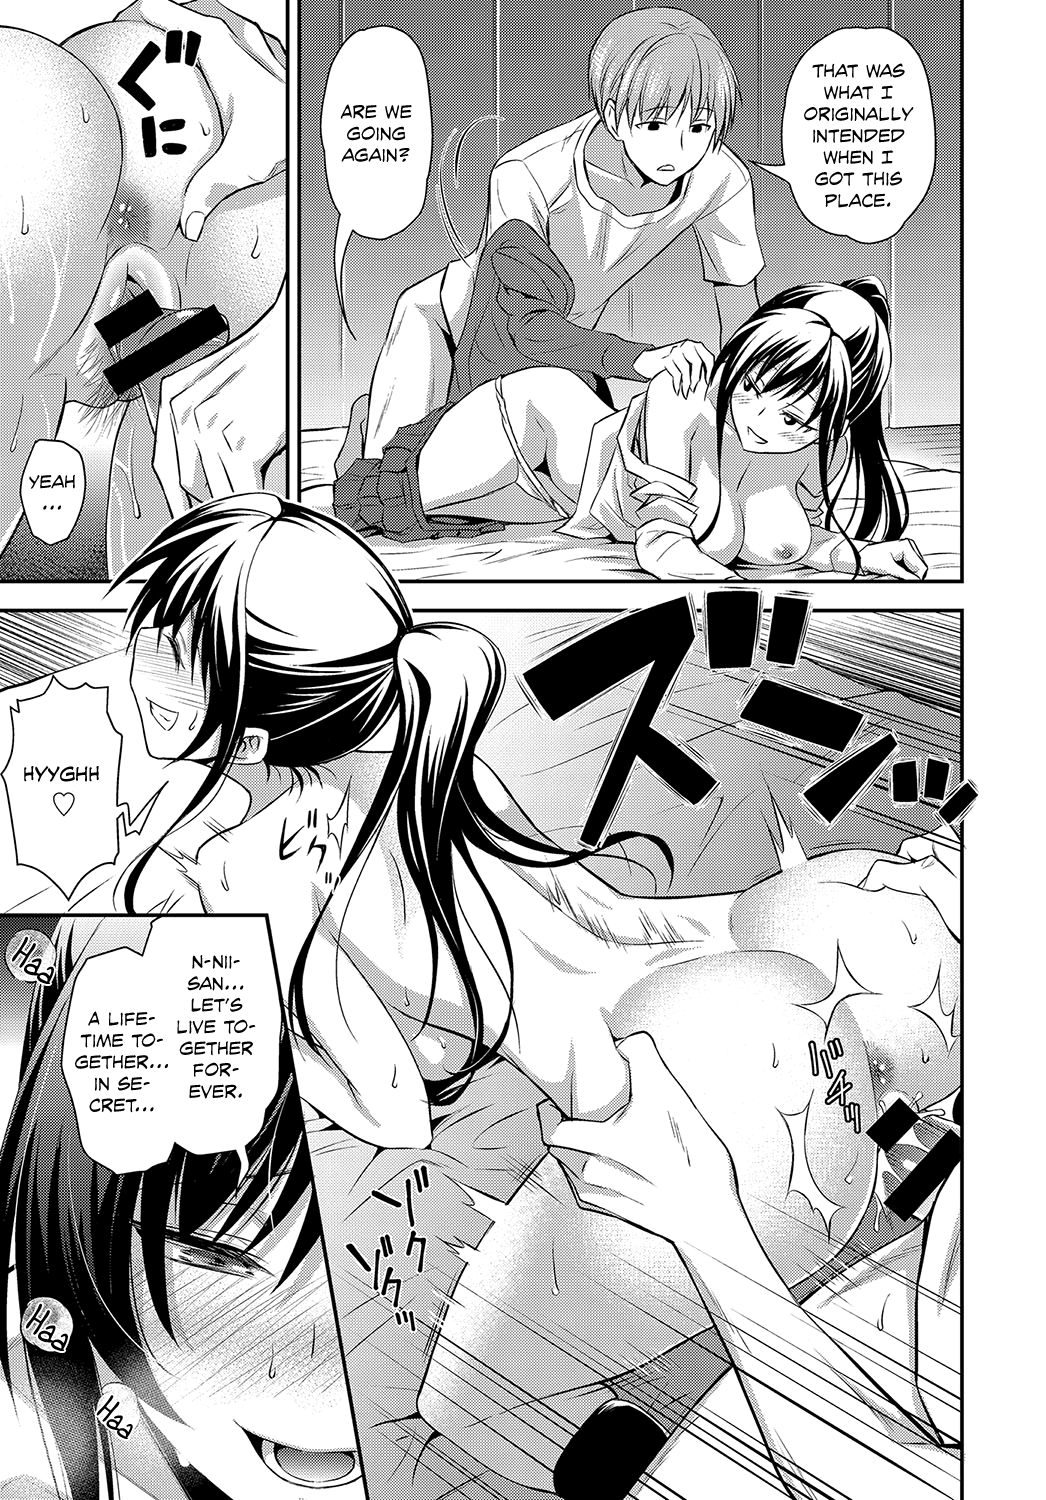 THAT WAS
WHAT I
ORIGINALLY
INTENDED
WHEN I
GOT THIS
PLACE.
ARE WE
GOING
AGAIN?
ぐに
YEAH
...
ズンッ
HYYGHH
♡
ビク
N-NII-
SAN...
LET'S
LIVE TO-
GETHER
FOR-
EVER.
A LIFE-
TIME TO-
GETHER...
IN SE-
CRET...
Haa
Haa
Haa
ゾク
ゾク